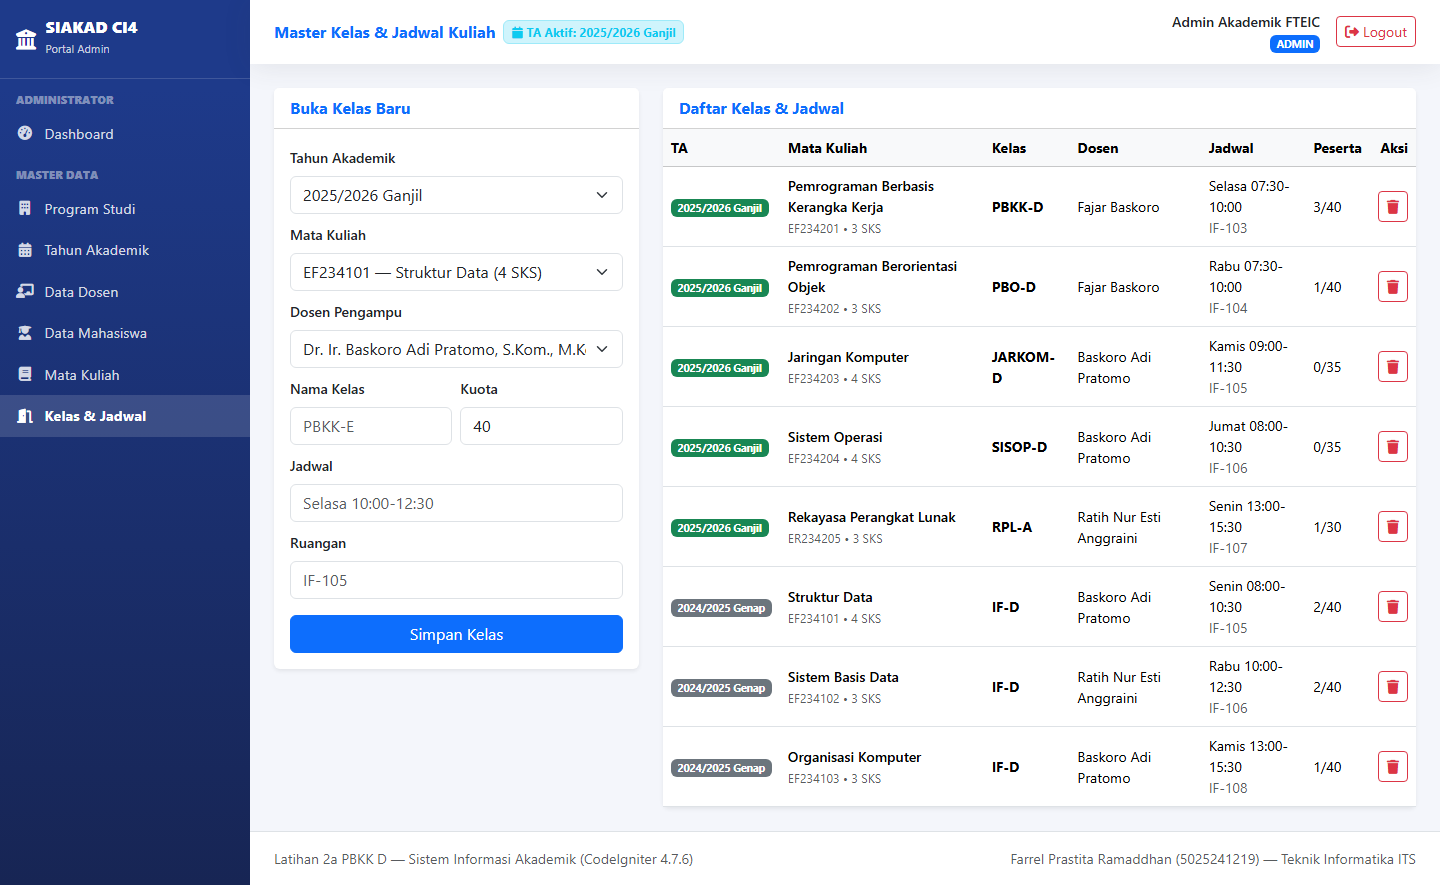 SIAKAD CI4
Portal Admin
ADMINISTRATOR
Dashboard
MASTER DATA
Program Studi
Tahun Akademik
Data Dosen
Data Mahasiswa
Mata Kuliah
Kelas & Jadwal
Master Kelas & Jadwal Kuliah
TA Aktif: 2025/2026 Ganjil
Admin Akademik FTEIC
ADMIN
Logout
Buka Kelas Baru
Tahun Akademik
2025/2026 Ganjil
Mata Kuliah
EF234101 — Struktur Data (4 SKS)
Dosen Pengampu
Dr. Ir. Baskoro Adi Pratomo, S.Kom., M.K
Nama Kelas Kuota
PBKK-E 40
Jadwal
Selasa 10:00-12:30
Ruangan
IF-105
Simpan Kelas
Daftar Kelas & Jadwal
TA Mata Kuliah Kelas Dosen Jadwal Peserta Aksi
2025/2026 Ganjil
Pemrograman Berbasis
Kerangka Kerja
EF234201 • 3 SKS
PBKK-D
Fajar Baskoro
Selasa 07:30-
10:00
IF-103
3/40
2025/2026 Ganjil
Pemrograman Berorientasi
Objek
EF234202 • 3 SKS
PBO-D
Fajar Baskoro
Rabu 07:30-
10:00
IF-104
1/40
2025/2026 Ganjil
Jaringan Komputer
EF234203 • 4 SKS
JARKOM-
D
Baskoro Adi
Pratomo
Kamis 09:00-
11:30
IF-105
0/35
2025/2026 Ganjil
Sistem Operasi
EF234204 • 4 SKS
SISOP-D
Baskoro Adi
Pratomo
Jumat 08:00-
10:30
IF-106
0/35
2025/2026 Ganjil
Rekayasa Perangkat Lunak
ER234205 • 3 SKS
RPL-A
Ratih Nur Esti
Anggraini
Senin 13:00-
15:30
IF-107
1/30
2024/2025 Genap
Struktur Data
EF234101 • 4 SKS
IF-D
Baskoro Adi
Pratomo
Senin 08:00-
10:30
IF-105
2/40
2024/2025 Genap
Sistem Basis Data
EF234102 • 3 SKS
IF-D
Ratih Nur Esti
Anggraini
Rabu 10:00-
12:30
IF-106
2/40
2024/2025 Genap
Organisasi Komputer
EF234103 • 3 SKS
IF-D
Baskoro Adi
Pratomo
Kamis 13:00-
15:30
IF-108
1/40
Latihan 2a PBKK D — Sistem Informasi Akademik (CodeIgniter 4.7.6)
Farrel Prastita Ramaddhan (5025241219) — Teknik Informatika ITS